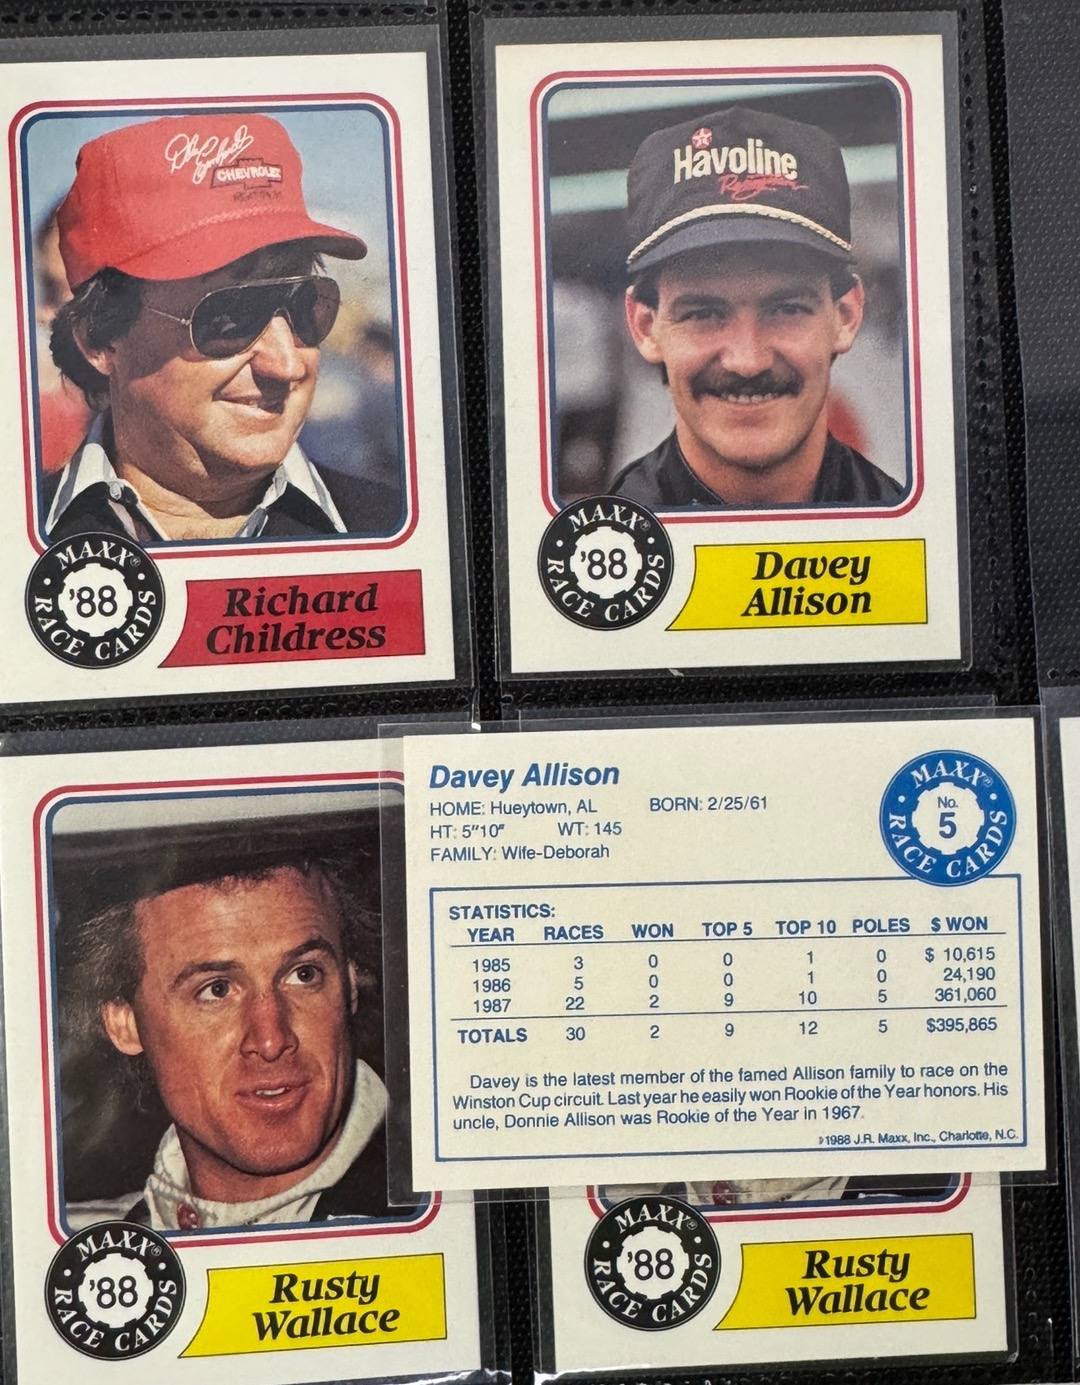 Dale Earnhardt
CHEVROLET
MAXX®
'88
RACE CARDS
Richard
Childress
Havoline
Racing
MAXX®
'88
RACE CARDS
Davey
Allison
MAXX®
'88
RACE CARDS
Rusty
Wallace
Davey Allison
HOME: Hueytown, AL BORN: 2/25/61
HT: 5"10" WT: 145
FAMILY: Wife-Deborah
MAXX®
No.
5
RACE CARDS
STATISTICS:
YEAR RACES WON TOP 5 TOP 10 POLES $ WON
1985 3 0 0 1 0 $ 10,615
1986 5 0 0 1 0 24,190
1987 22 2 9 10 5 361,060
TOTALS 30 2 9 12 5 $395,865
Davey is the latest member of the famed Allison family to race on the
Winston Cup circuit. Last year he easily won Rookie of the Year honors. His
uncle, Donnie Allison was Rookie of the Year in 1967.
©1988 J.R. Maxx, Inc., Charlotte, N.C.
MAXX®
'88
RACE CARDS
Rusty
Wallace